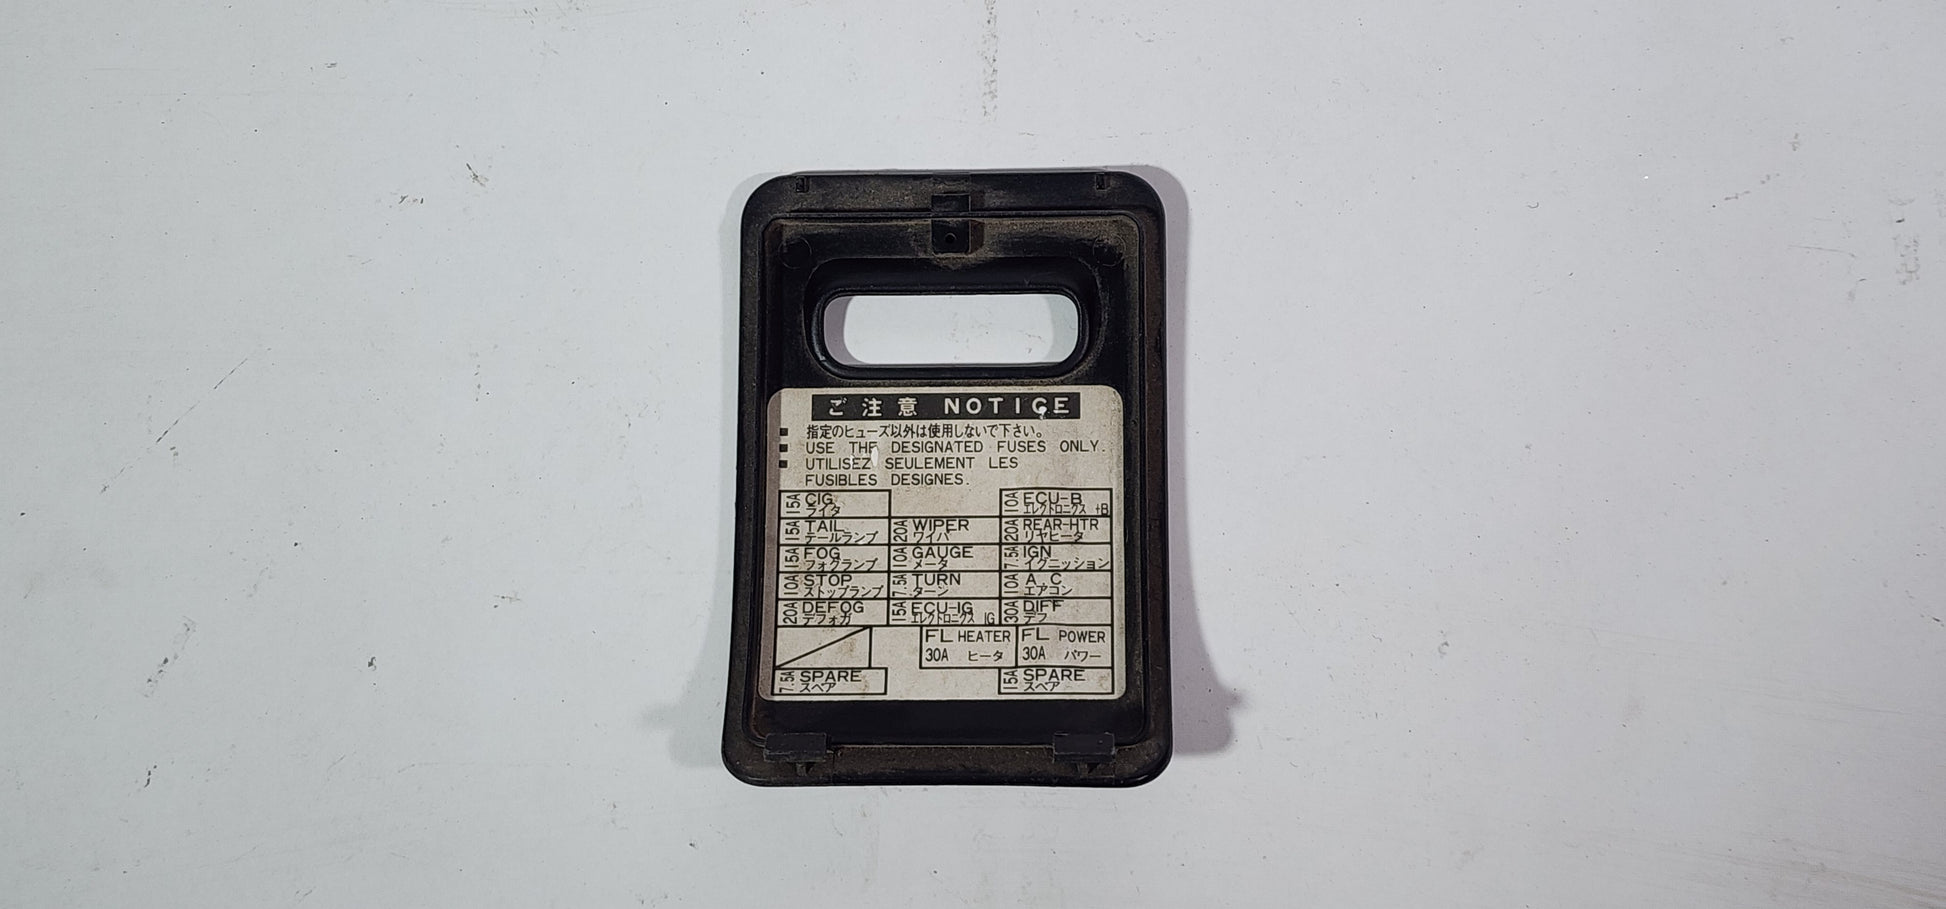 ご注意 NOTICE
指定のヒューズ以外は使用しないで下さい。
USE THE DESIGNATED FUSES ONLY.
UTILISEZ SEULEMENT LES
FUSIBLES DESIGNES.
15A CIG ライタ
10A ECU-B エレクトロニクス +B
15A TAIL テールランプ
20A WIPER ワイパ
20A REAR-HTR リヤヒータ
15A FOG フォグランプ
10A GAUGE メータ
7.5A IGN イグニッション
10A STOP ストップランプ
7.5A TURN ターン
10A A.C エアコン
20A DEFOG デフォガ
15A ECU-IG エレクトロニクス IG
30A DIFF デフ
FL HEATER
30A ヒータ
FL POWER
30A パワー
7.5A SPARE スペア
15A SPARE スペア